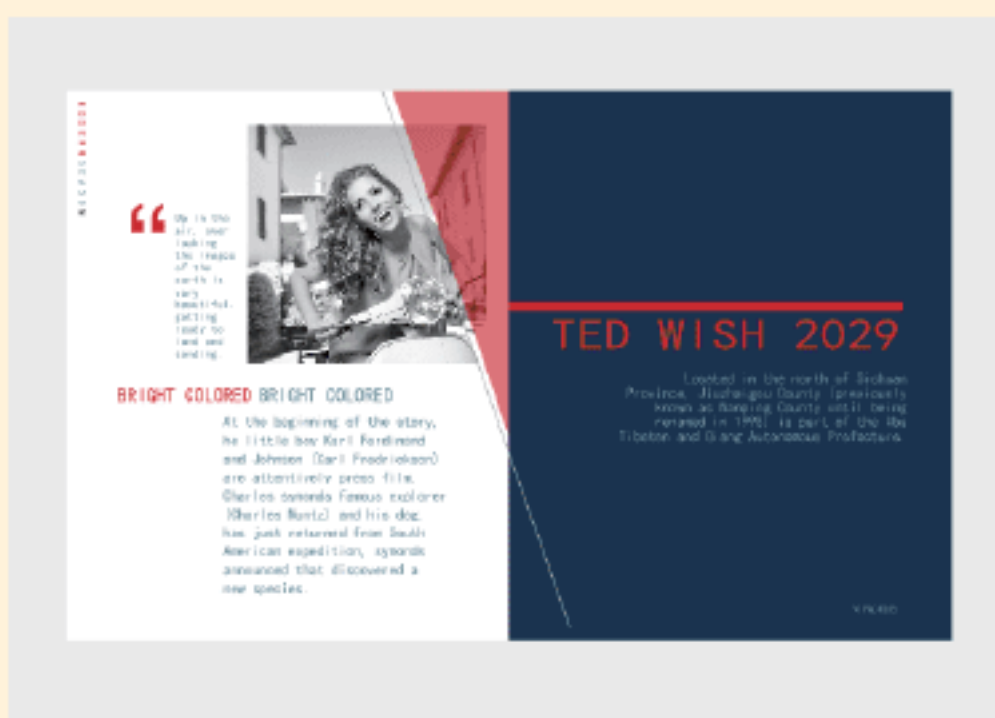 “
Up in the
air, over
looking
the image
of the
earth is
very
beautiful.
getting
ready to
land and
landing.
BRIGHT COLORED BRIGHT COLORED
At the beginning of the story,
he little boy Karl Ferdinand
and Johnson (Carl Fredricksen)
are attentively press film.
Charles symonds famous explorer
(Charles Muntz) and his dog.
has just returned from South
American expedition, symonds
announced that discovered a
new species.
TED WISH 2029
Located in the north of Sichuan
Province, Jiuzhaigou County (previously
known as Nanping County until being
renamed in 1998) is part of the Aba
Tibetan and Qiang Autonomous Prefecture.